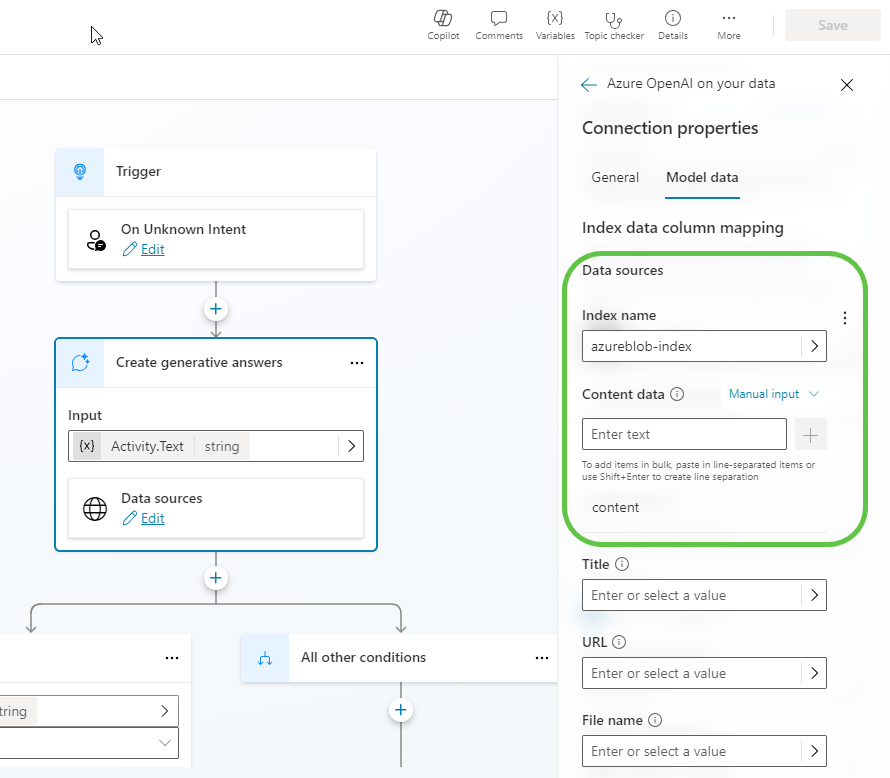 Copilot
Comments
{x}
Variables
Topic checker
Details
More
Save
Azure OpenAI on your data
Connection properties
General
Model data
Index data column mapping
Data sources
Index name
azureblob-index
Content data
Manual input
Enter text
To add items in bulk, paste in line-separated items or
use Shift+Enter to create line separation
content
Title
Enter or select a value
URL
Enter or select a value
File name
Enter or select a value
Trigger
On Unknown Intent
Edit
Create generative answers
Input
{x} Activity.Text string
Data sources
Edit
tring
All other conditions